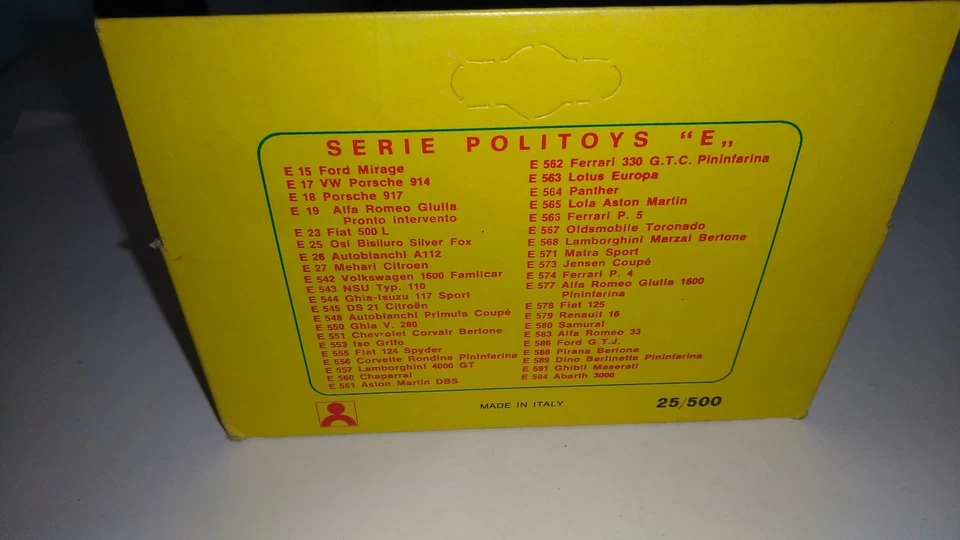 SERIE POLITOYS “E„
E 15 Ford Mirage
E 17 VW Porsche 914
E 18 Porsche 917
E 19 Alfa Romeo Giulia
Pronto intervento
E 23 Fiat 500 L
E 25 Osi Bisiluro Silver Fox
E 26 Autobianchi A112
E 27 Mehari Citroen
E 542 Volkswagen 1600 Familcar
E 543 NSU Typ. 110
E 544 Ghia-Isuzu 117 Sport
E 545 DS 21 Citroën
E 548 Autobianchi Primula Coupé
E 550 Ghia V. 280
E 551 Chevrolet Corvair Bertone
E 553 Iso Grifo
E 555 Fiat 124 Spyder
E 556 Corvette Rondine Pininfarina
E 557 Lamborghini 4000 GT
E 560 Chaparral
E 561 Aston Martin DBS
E 562 Ferrari 330 G.T.C. Pininfarina
E 563 Lotus Europa
E 564 Panther
E 565 Lola Aston Martin
E 566 Ferrari P. 5
E 567 Oldsmobile Toronado
E 568 Lamborghini Marzal Bertone
E 571 Matra Sport
E 573 Jensen Coupé
E 574 Ferrari P. 4
E 577 Alfa Romeo Giulia 1600
Pininfarina
E 578 Fiat 125
E 579 Renault 16
E 580 Samurai
E 583 Alfa Romeo 33
E 586 Ford G.T.J.
E 588 Pirana Bertone
E 589 Dino Berlinetta Pininfarina
E 591 Ghibli Maserati
E 594 Abarth 3000
MADE IN ITALY
25/500